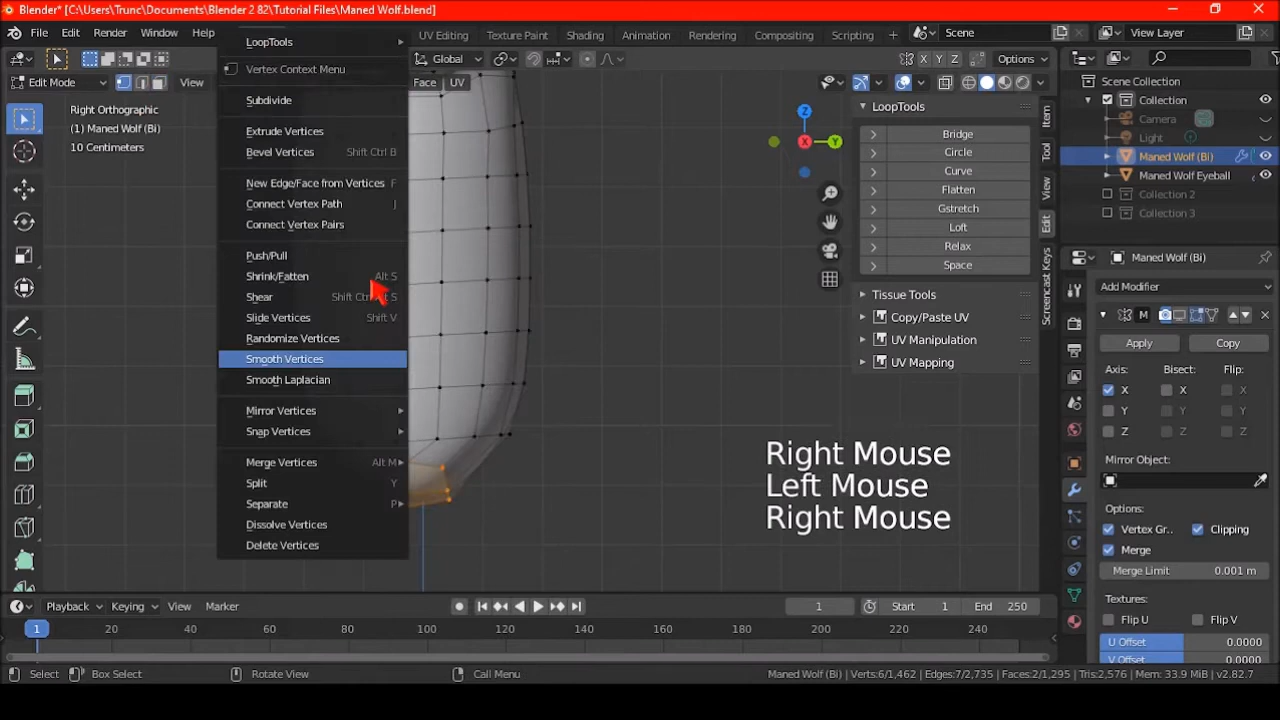 Blender* [C:\Users\Trunc\Documents\Blender 2 82\Tutorial Files\Maned Wolf.blend]
File Edit Render Window Help
UV Editing Texture Paint Shading Animation Rendering Compositing Scripting
Scene
View Layer
Edit Mode
View
Face UV
Global
X Y Z
Options
Right Orthographic
(1) Maned Wolf (Bi)
10 Centimeters
LoopTools
Vertex Context Menu
Subdivide
Extrude Vertices
Bevel Vertices Shift Ctrl B
New Edge/Face from Vertices F
Connect Vertex Path J
Connect Vertex Pairs
Push/Pull
Shrink/Fatten Alt S
Shear
Slide Vertices Shift V
Randomize Vertices
Smooth Vertices
Smooth Laplacian
Mirror Vertices
Snap Vertices
Merge Vertices Alt M
Split Y
Separate P
Dissolve Vertices
Delete Vertices
Z
X
Y
LoopTools
Bridge
Circle
Curve
Flatten
Gstretch
Loft
Relax
Space
Tissue Tools
Copy/Paste UV
UV Manipulation
UV Mapping
Item
Tool
View
Edit
Screencast Keys
Right Mouse
Left Mouse
Right Mouse
Scene Collection
Collection
Camera
Light
Maned Wolf (Bi)
Maned Wolf Eyeball
Collection 2
Collection 3
Maned Wolf (Bi)
Add Modifier
M
Apply Copy
Axis: Bisect: Flip:
X X X
Y Y Y
Z Z Z
Mirror Object:
Options:
Vertex Gr... Clipping
Merge
Merge Limit 0.001 m
Textures:
Flip U Flip V
U Offset 0.0000
V Offset 0.0000
Playback Keying View Marker
1
Start 1
End 250
1 20 40 60 80 100 120 140 160 180 200 220 240
Select Box Select Rotate View Call Menu
Maned Wolf (Bi) | Verts:6/1,462 | Edges:7/2,735 | Faces:2/1,295 | Tris:2,576 | Mem: 33.9 MiB | v2.82.7